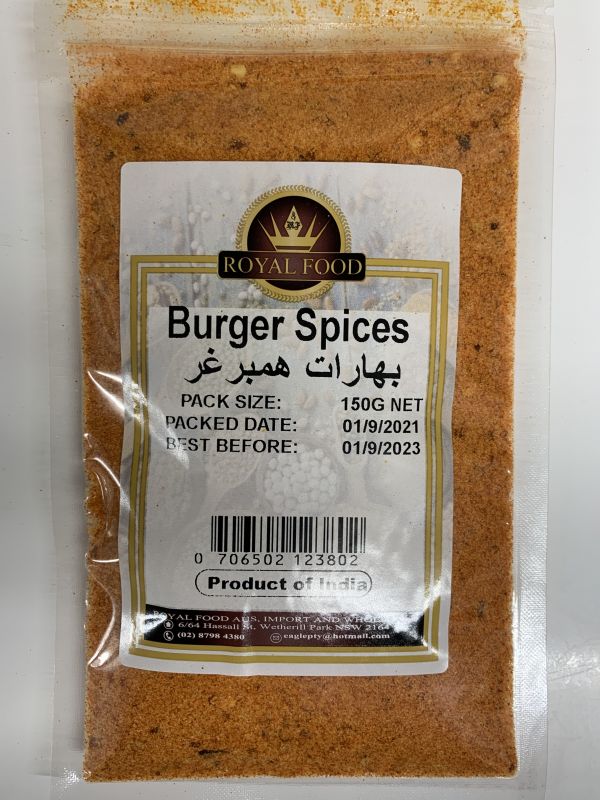 ROYAL FOOD
Burger Spices
بهارات همبرغر
PACK SIZE: 150G NET
PACKED DATE: 01/9/2021
BEST BEFORE: 01/9/2023
0 706502 123802
Product of India
ROYAL FOOD AUS, IMPORT AND
6/64 Hassall St, Wetherill Park NSW 2164
(02) 8798 4380 eaglepty@hotmail.com